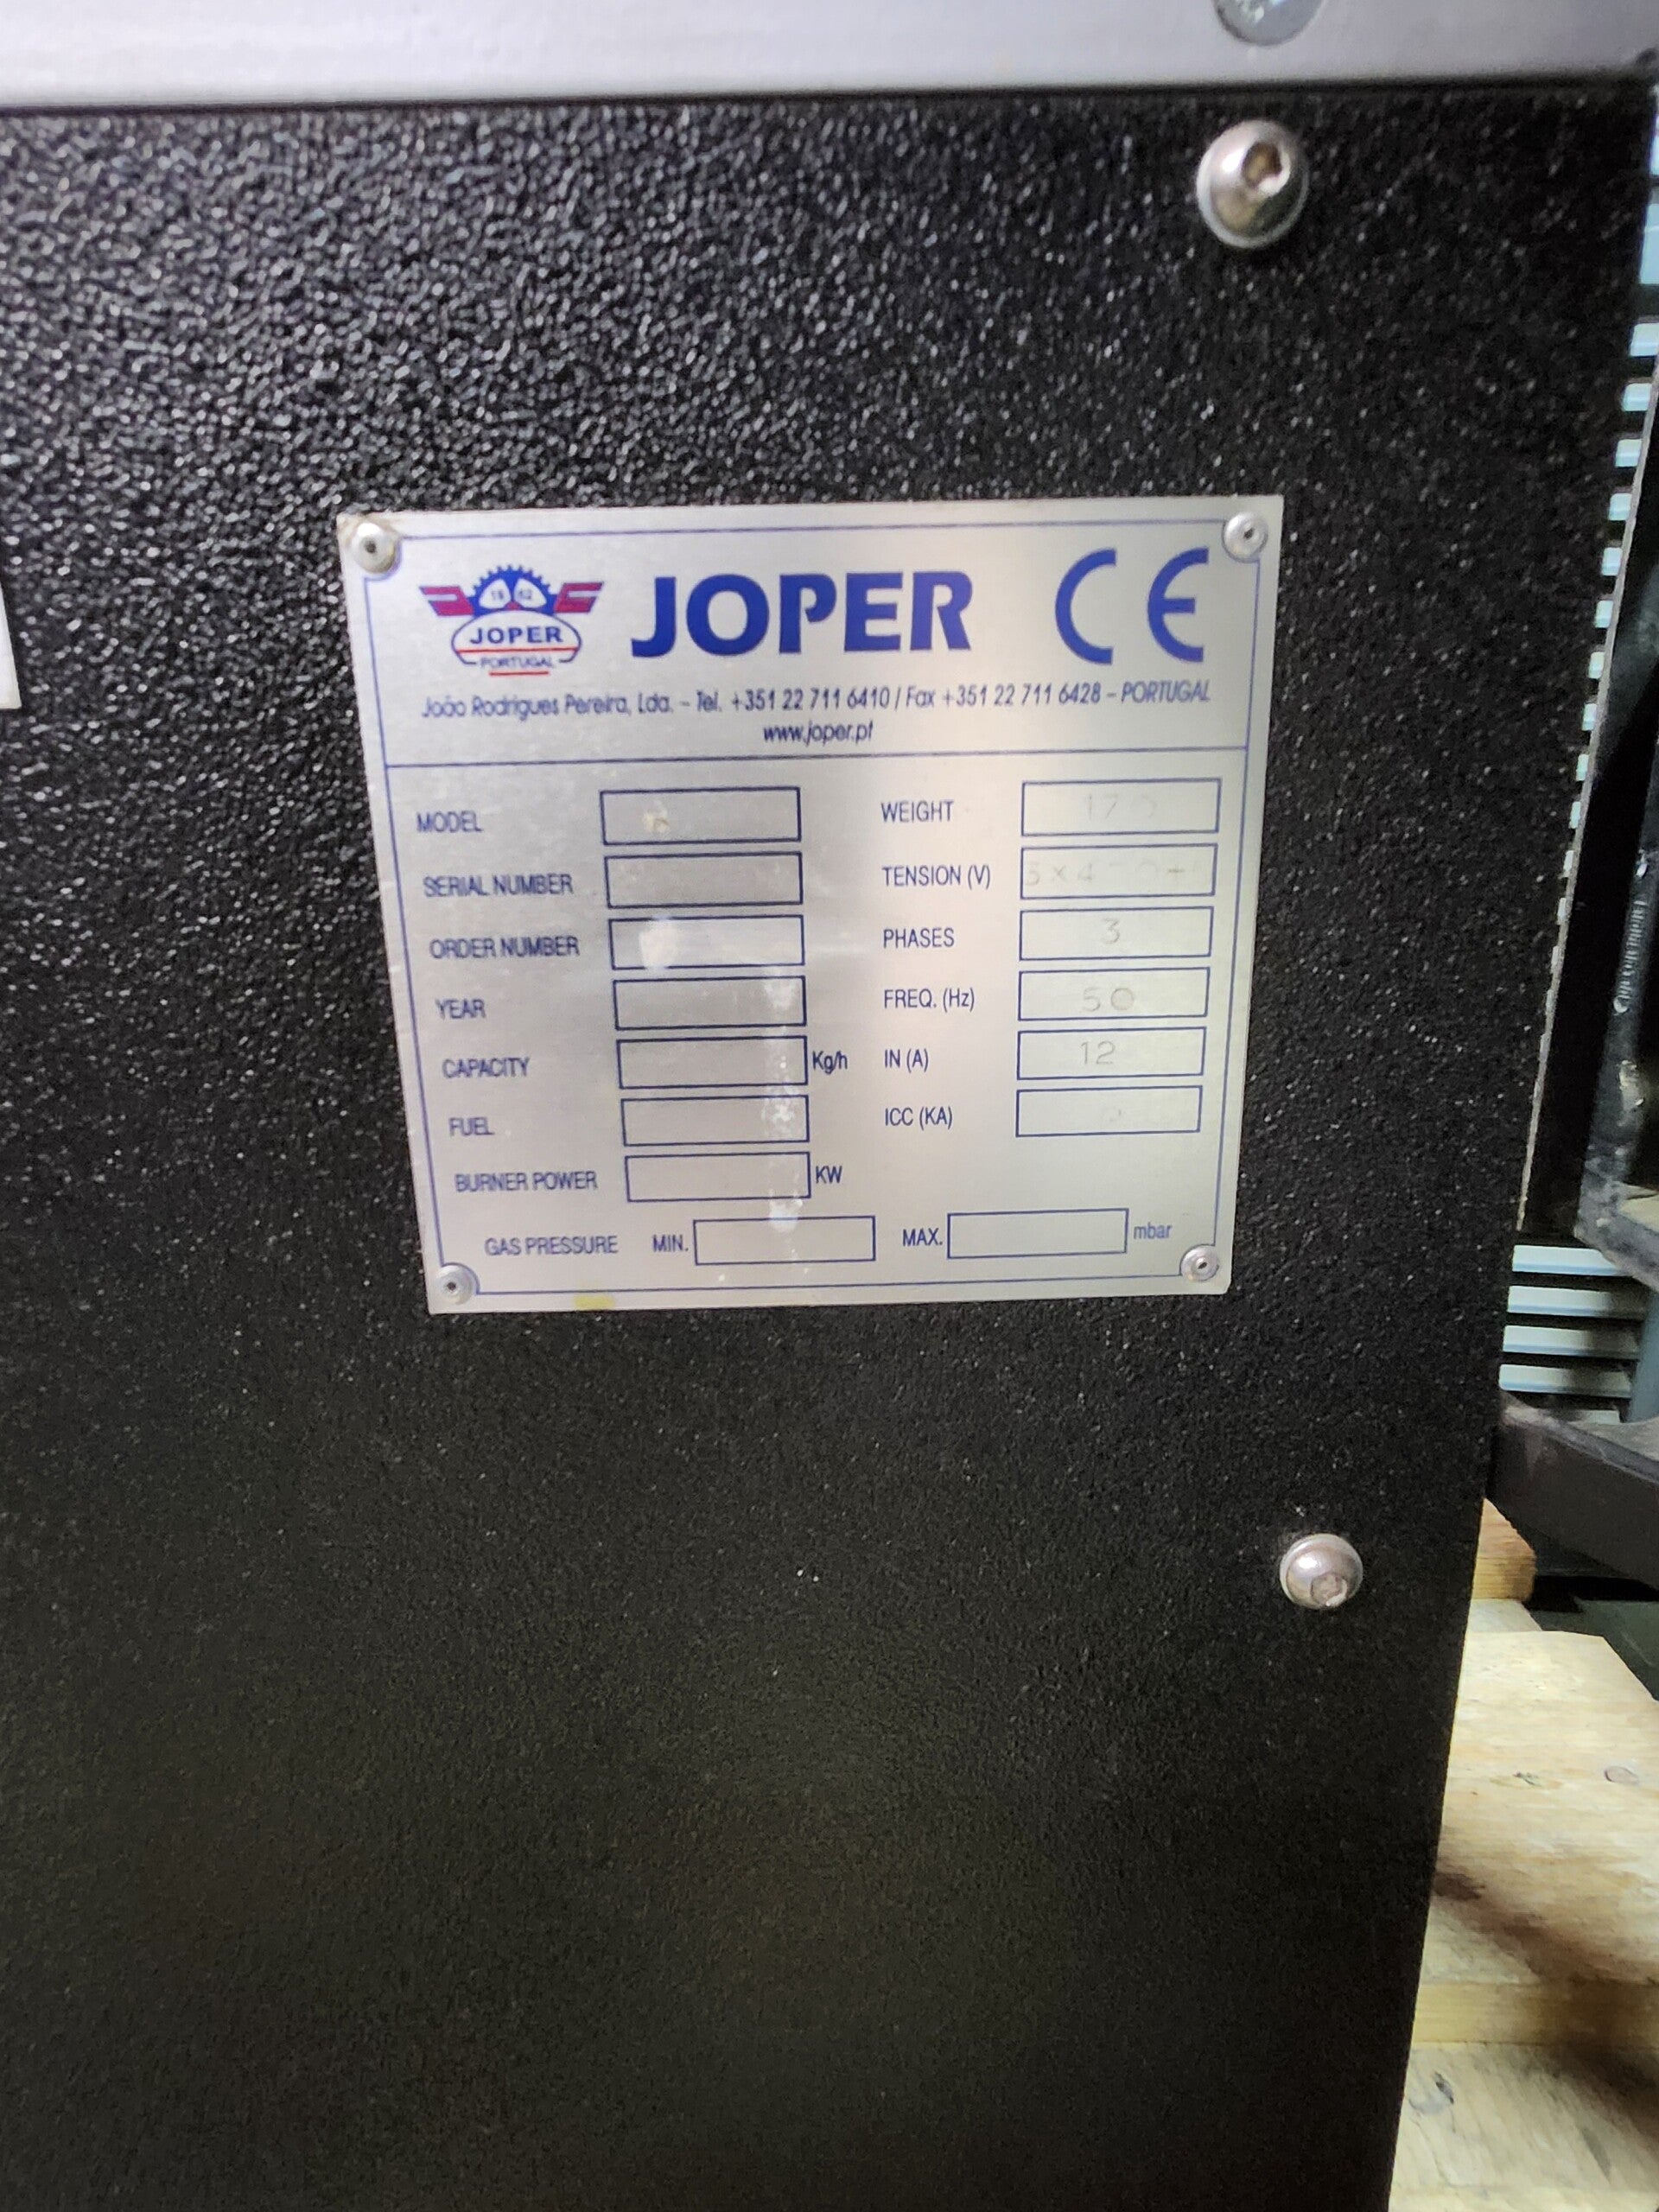 19 62
JOPER
PORTUGAL
JOPER CE
João Rodrigues Pereira, Lda. – Tel. +351 22 711 6410 / Fax +351 22 711 6428 – PORTUGAL
www.joper.pt
MODEL
SERIAL NUMBER
ORDER NUMBER
YEAR
CAPACITY Kg/h
FUEL
BURNER POWER KW
WEIGHT
TENSION (V)
PHASES 3
FREQ. (Hz) 50
IN (A) 12
ICC (KA)
GAS PRESSURE MIN. MAX. mbar